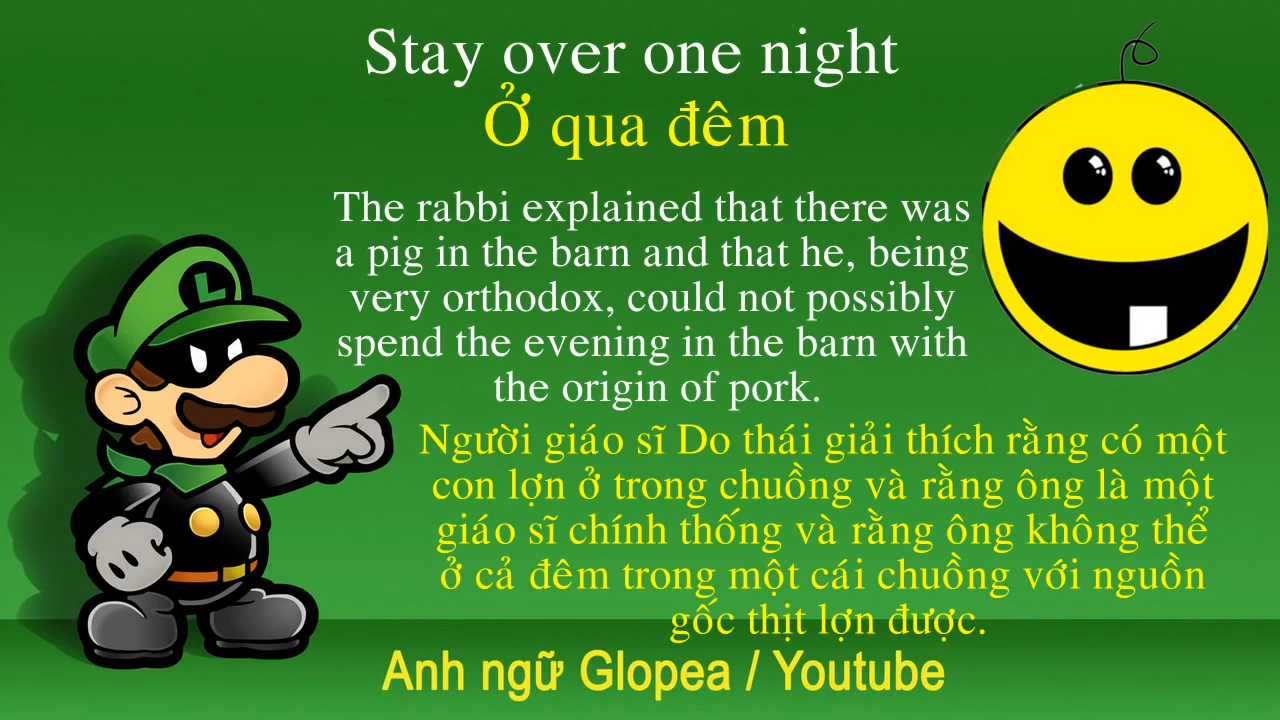 Stay over one night
Ở qua đêm
The rabbi explained that there was
a pig in the barn and that he, being
very orthodox, could not possibly
spend the evening in the barn with
the origin of pork.
Người giáo sĩ Do thái giải thích rằng có một
con lợn ở trong chuồng và rằng ông là một
giáo sĩ chính thống và rằng ông không thể
ở cả đêm trong một cái chuồng với nguồn
gốc thịt lợn được.
Anh ngữ Glopea / Youtube
L